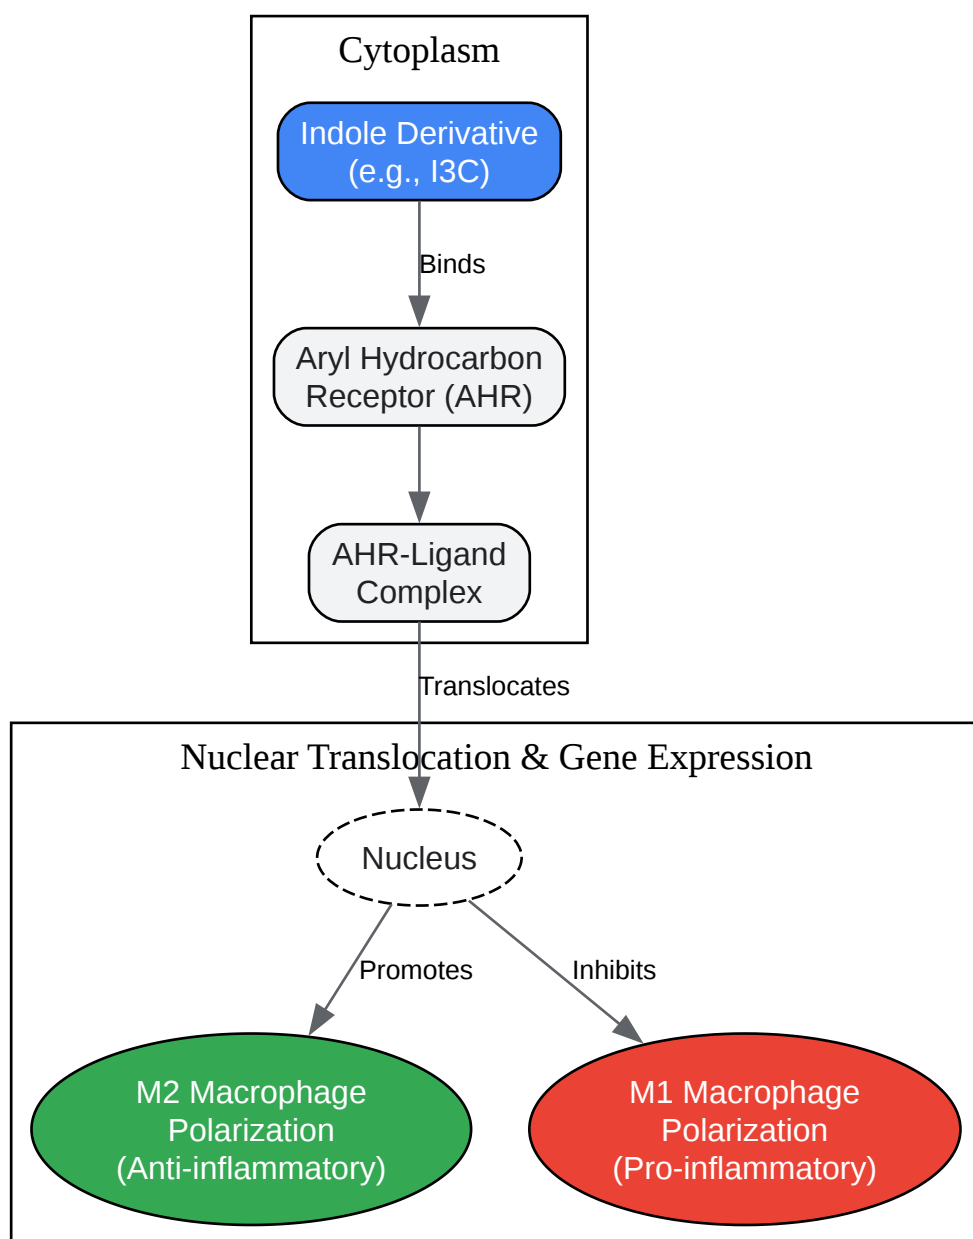 Cytoplasm
Indole Derivative
(e.g., I3C)
Binds
Aryl Hydrocarbon
Receptor (AHR)
AHR-Ligand
Complex
Translocates
Nuclear Translocation & Gene Expression
Nucleus
Promotes
Inhibits
M2 Macrophage
Polarization
(Anti-inflammatory)
M1 Macrophage
Polarization
(Pro-inflammatory)